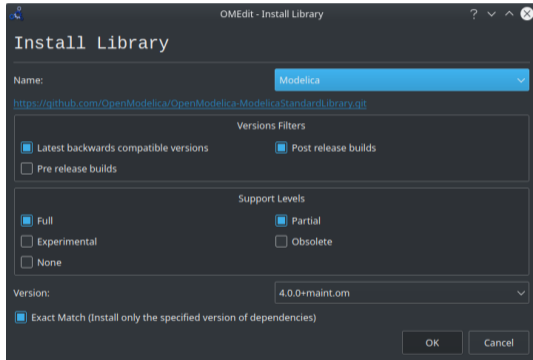 OMEdit - Install Library
Install Library
Name:
Modelica
https://github.com/OpenModelica/OpenModelica-ModelicaStandardLibrary.git
Versions Filters
Latest backwards compatible versions
Post release builds
Pre release builds
Support Levels
Full
Partial
Experimental
Obsolete
None
Version:
4.0.0+maint.om
Exact Match (Install only the specified version of dependencies)
OK
Cancel